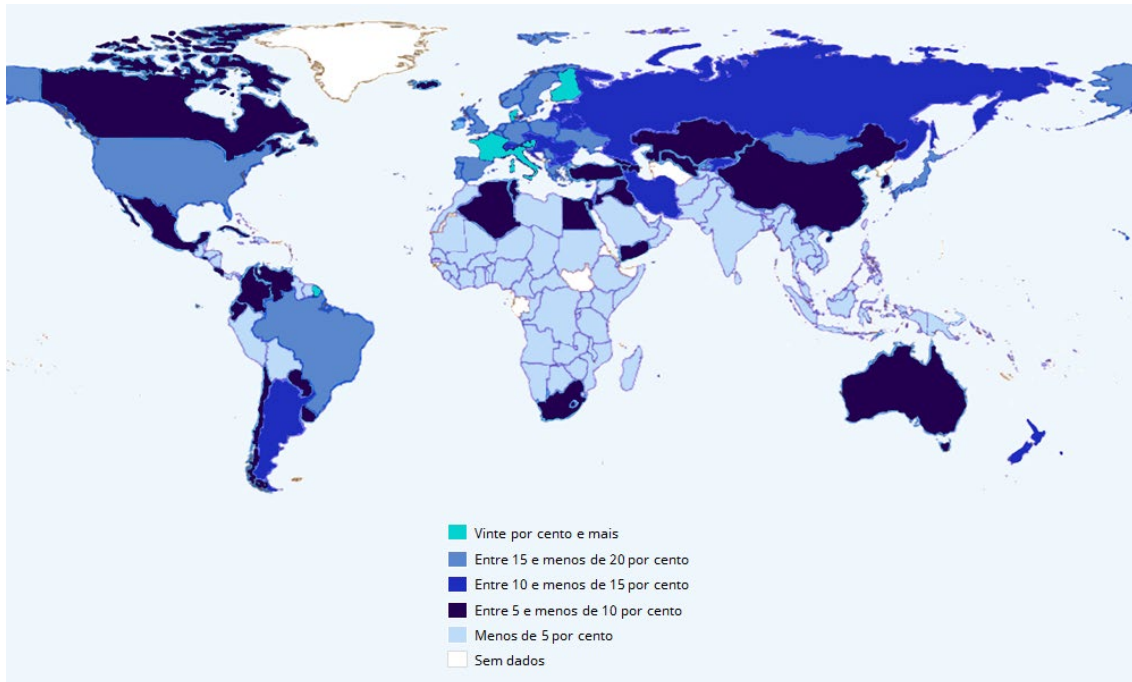 Vinte por cento e mais
Entre 15 e menos de 20 por cento
Entre 10 e menos de 15 por cento
Entre 5 e menos de 10 por cento
Menos de 5 por cento
Sem dados